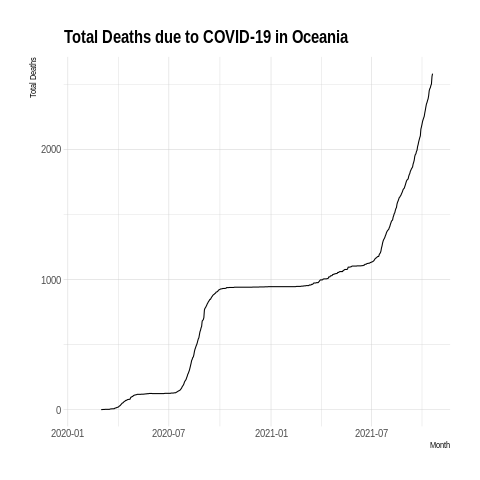 Total Deaths due to COVID-19 in Oceania
Total Deaths
2000
1000
0
2020-01 2020-07 2021-01 2021-07
Month